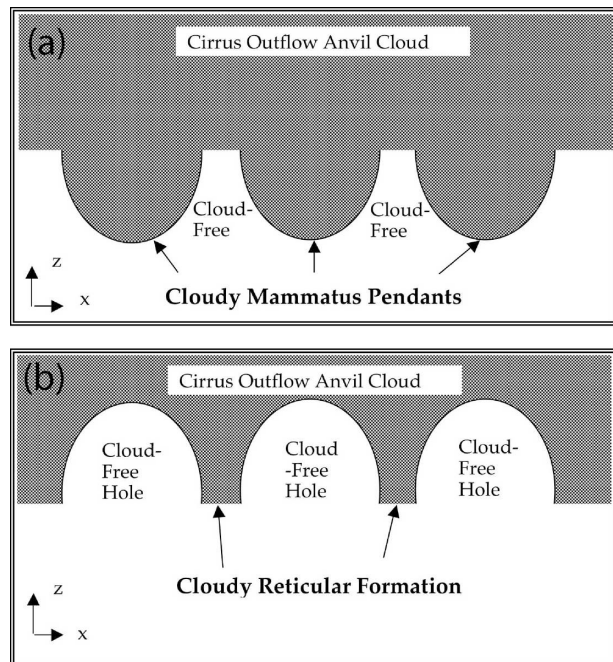 (a)
Cirrus Outflow Anvil Cloud
Cloud-
Free
Cloud-
Free
z
x
Cloudy Mammatus Pendants
(b)
Cirrus Outflow Anvil Cloud
Cloud-
Free
Hole
Cloud
-Free
Hole
Cloud-
Free
Hole
Cloudy Reticular Formation
z
x